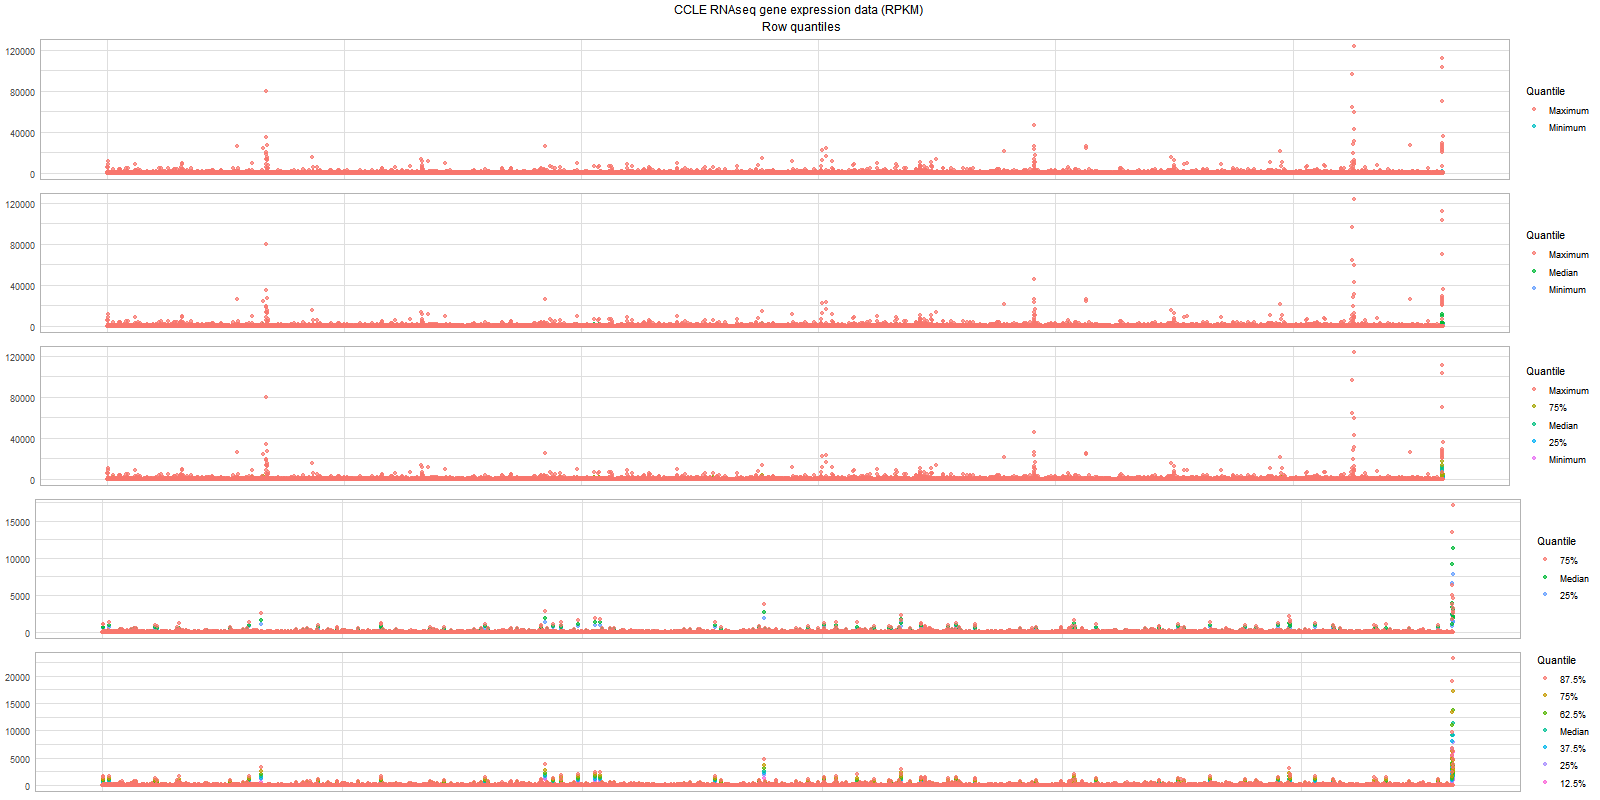 CCLE RNAseq gene expression data (RPKM)
Row quantiles
120000
80000
40000
0
Quantile
Maximum
Minimum
120000
80000
40000
0
Quantile
Maximum
Median
Minimum
120000
80000
40000
0
Quantile
Maximum
75%
Median
25%
Minimum
15000
10000
5000
0
Quantile
75%
Median
25%
20000
15000
10000
5000
0
Quantile
87.5%
75%
62.5%
Median
37.5%
25%
12.5%